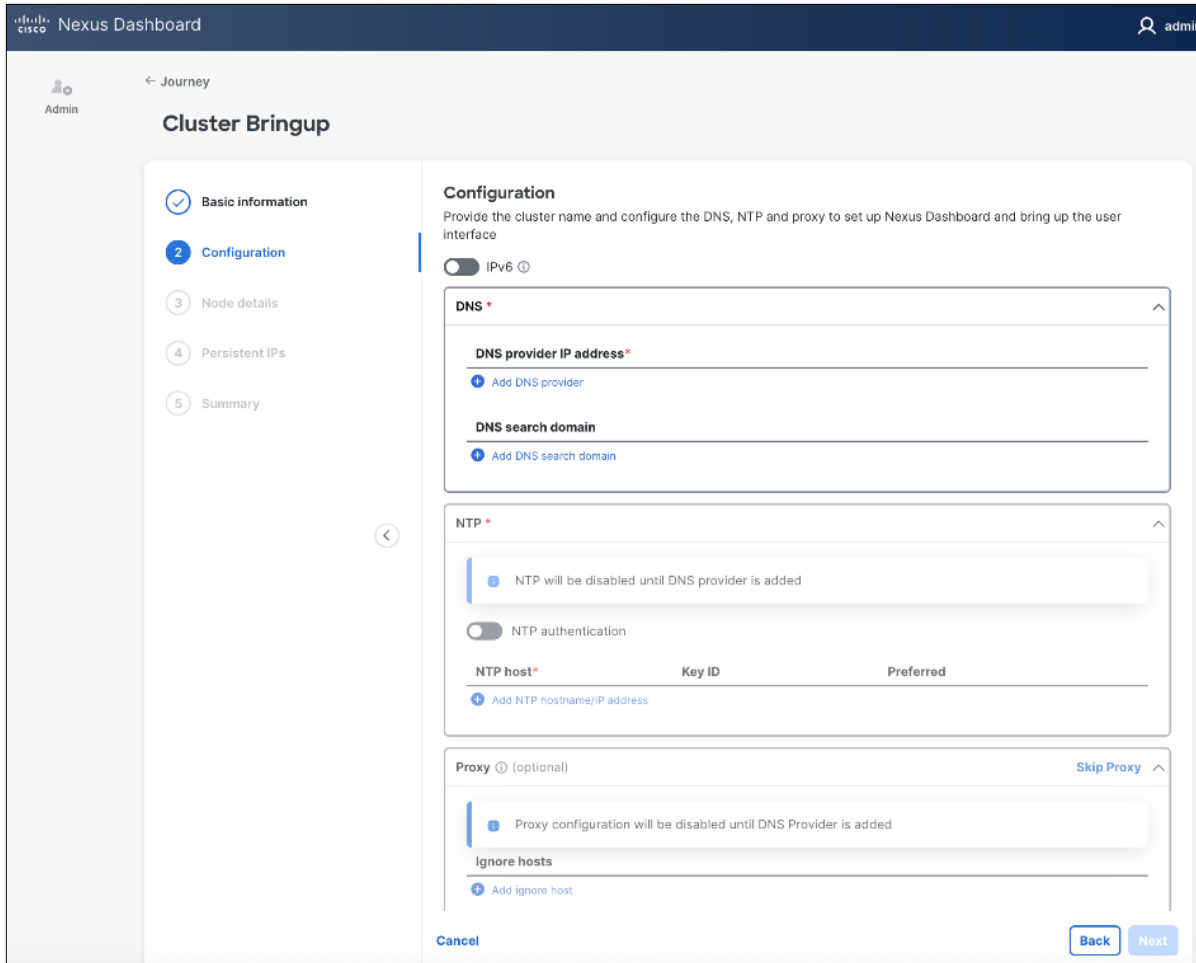 cisco Nexus Dashboard
admi
Admin
← Journey
Cluster Bringup
Basic information
2 Configuration
3 Node details
4 Persistent IPs
5 Summary
Configuration
Provide the cluster name and configure the DNS, NTP and proxy to set up Nexus Dashboard and bring up the user
interface
IPv6
DNS *
DNS provider IP address*
Add DNS provider
DNS search domain
Add DNS search domain
NTP *
NTP will be disabled until DNS provider is added
NTP authentication
NTP host* Key ID Preferred
Add NTP hostname/IP address
Proxy (optional) Skip Proxy
Proxy configuration will be disabled until DNS Provider is added
Ignore hosts
Add ignore host
Cancel Back Next